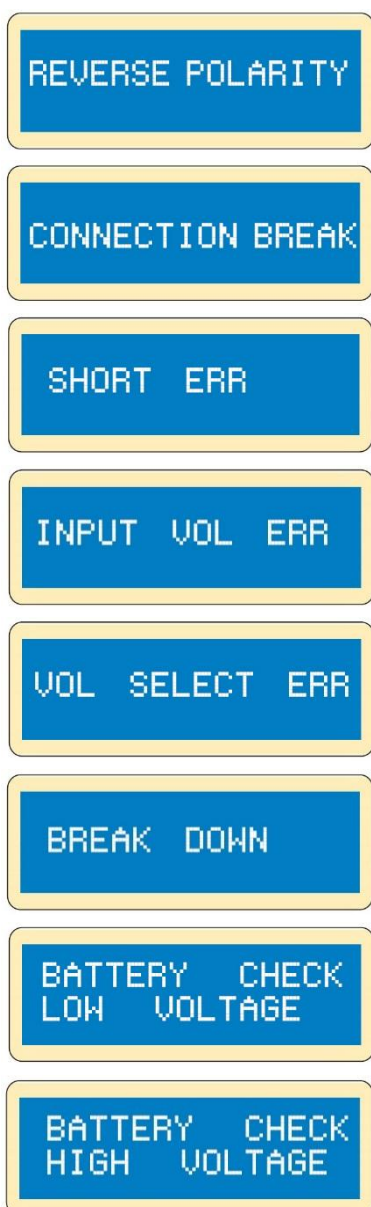 REVERSE POLARITY
CONNECTION BREAK
SHORT ERR
INPUT VOL ERR
VOL SELECT ERR
BREAK DOWN
BATTERY CHECK
LOW VOLTAGE
BATTERY CHECK
HIGH VOLTAGE